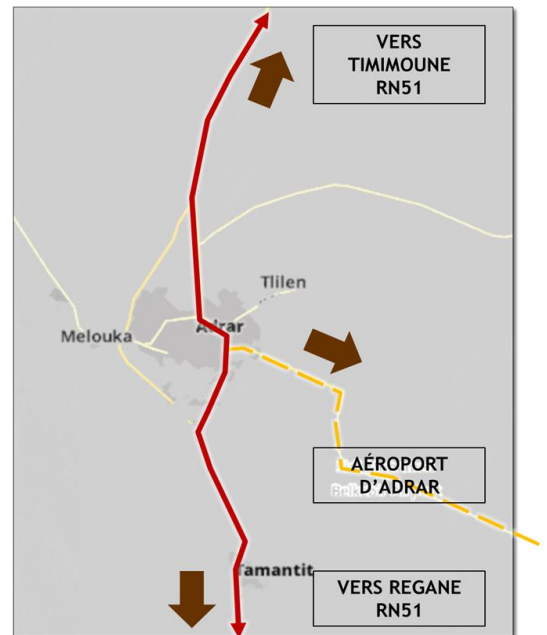 VERS
TIMIMOUNE
RN51
Tlilen
Adrar
Melouka
AÉROPORT
D'ADRAR
Tamantit
VERS REGANE
RN51